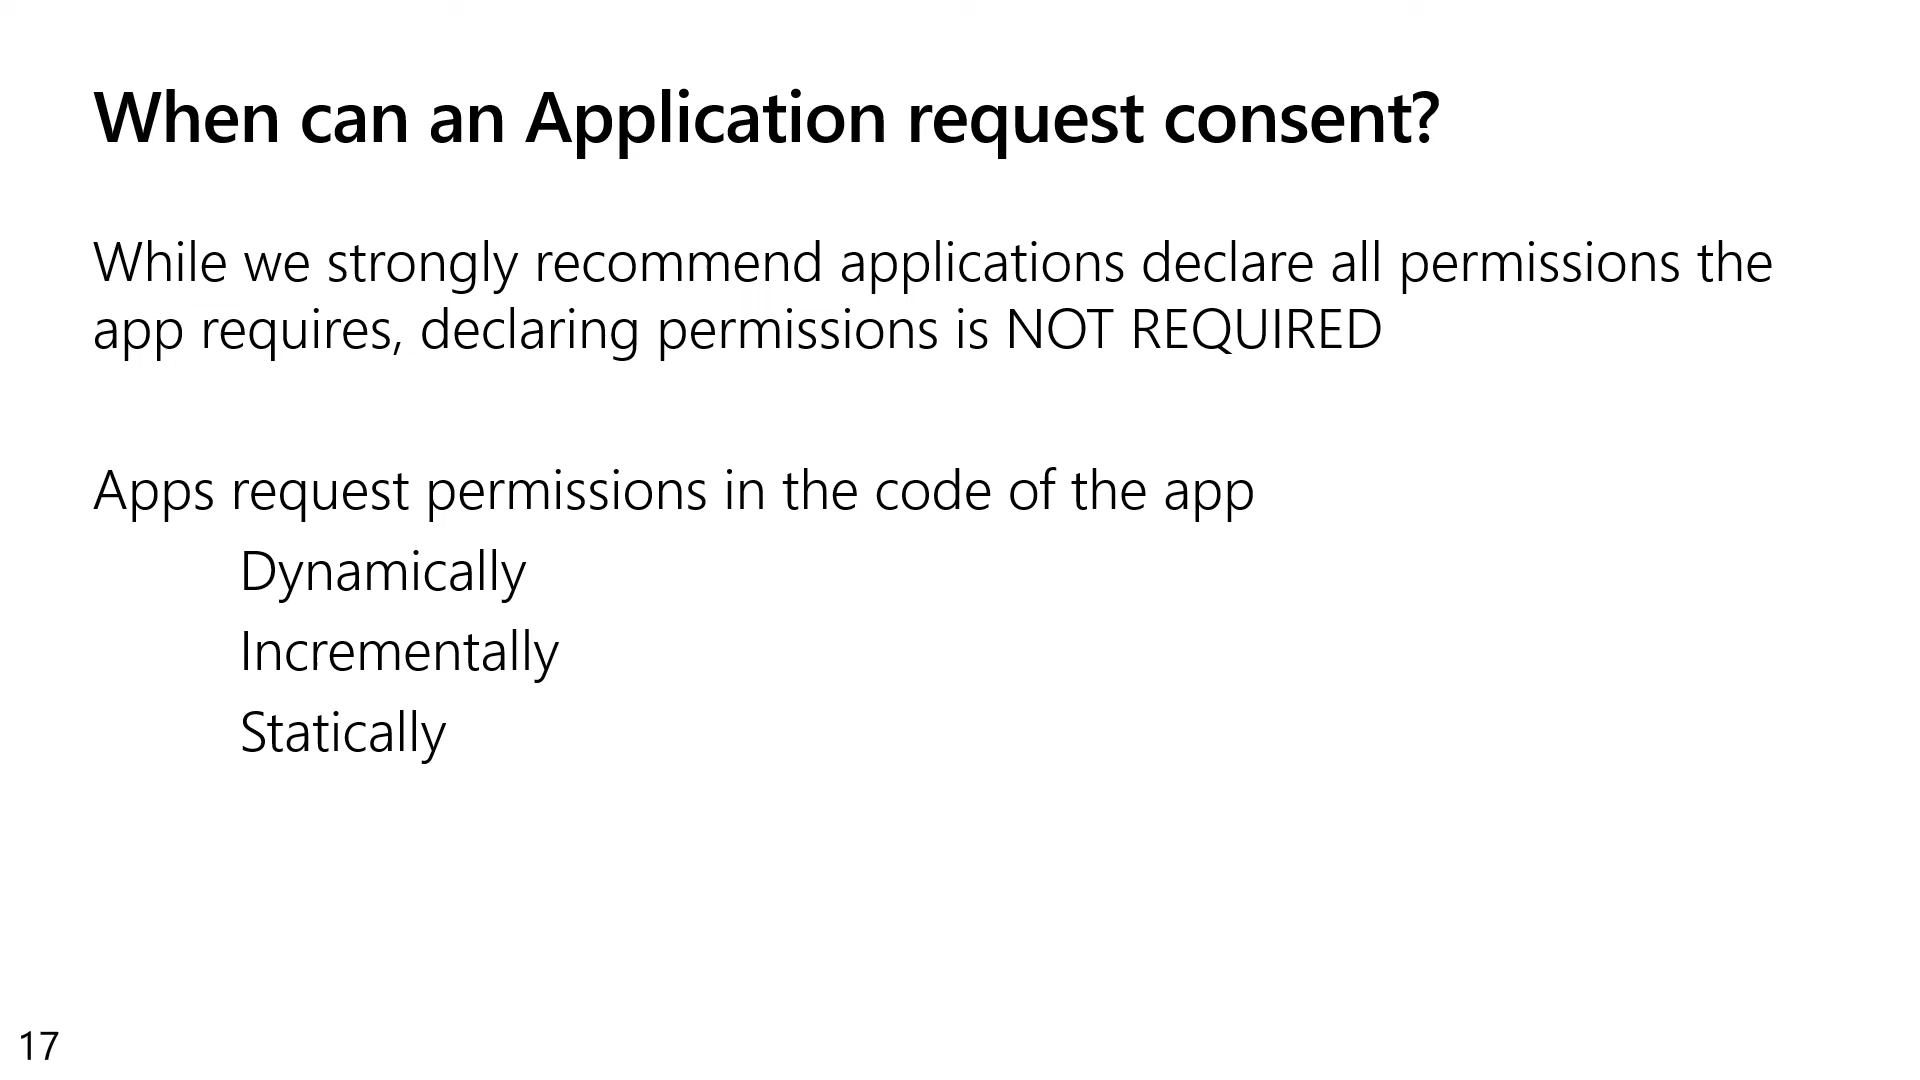 When can an Application request consent?
While we strongly recommend applications declare all permissions the
app requires, declaring permissions is NOT REQUIRED
Apps request permissions in the code of the app
Dynamically
Incrementally
Statically
17